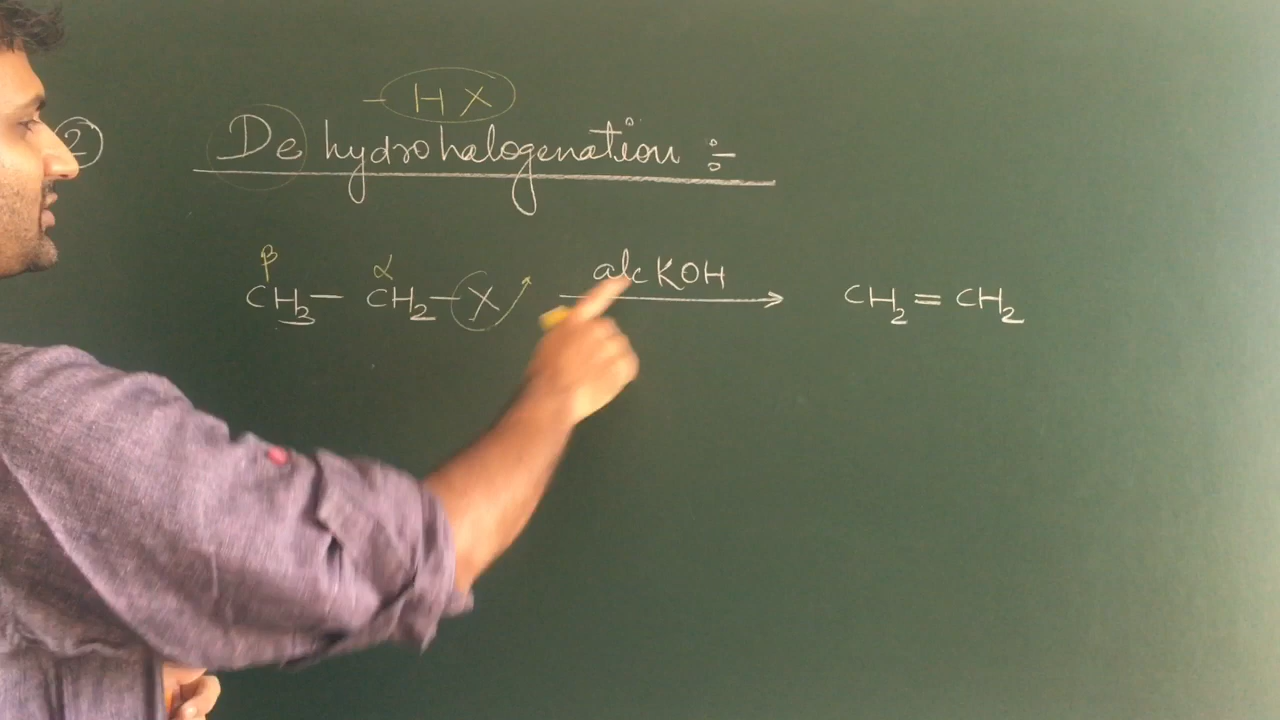 - HX
2 Dehydrohalogenation :-
β α
CH3 - CH2 - X alc KOH → CH2 = CH2